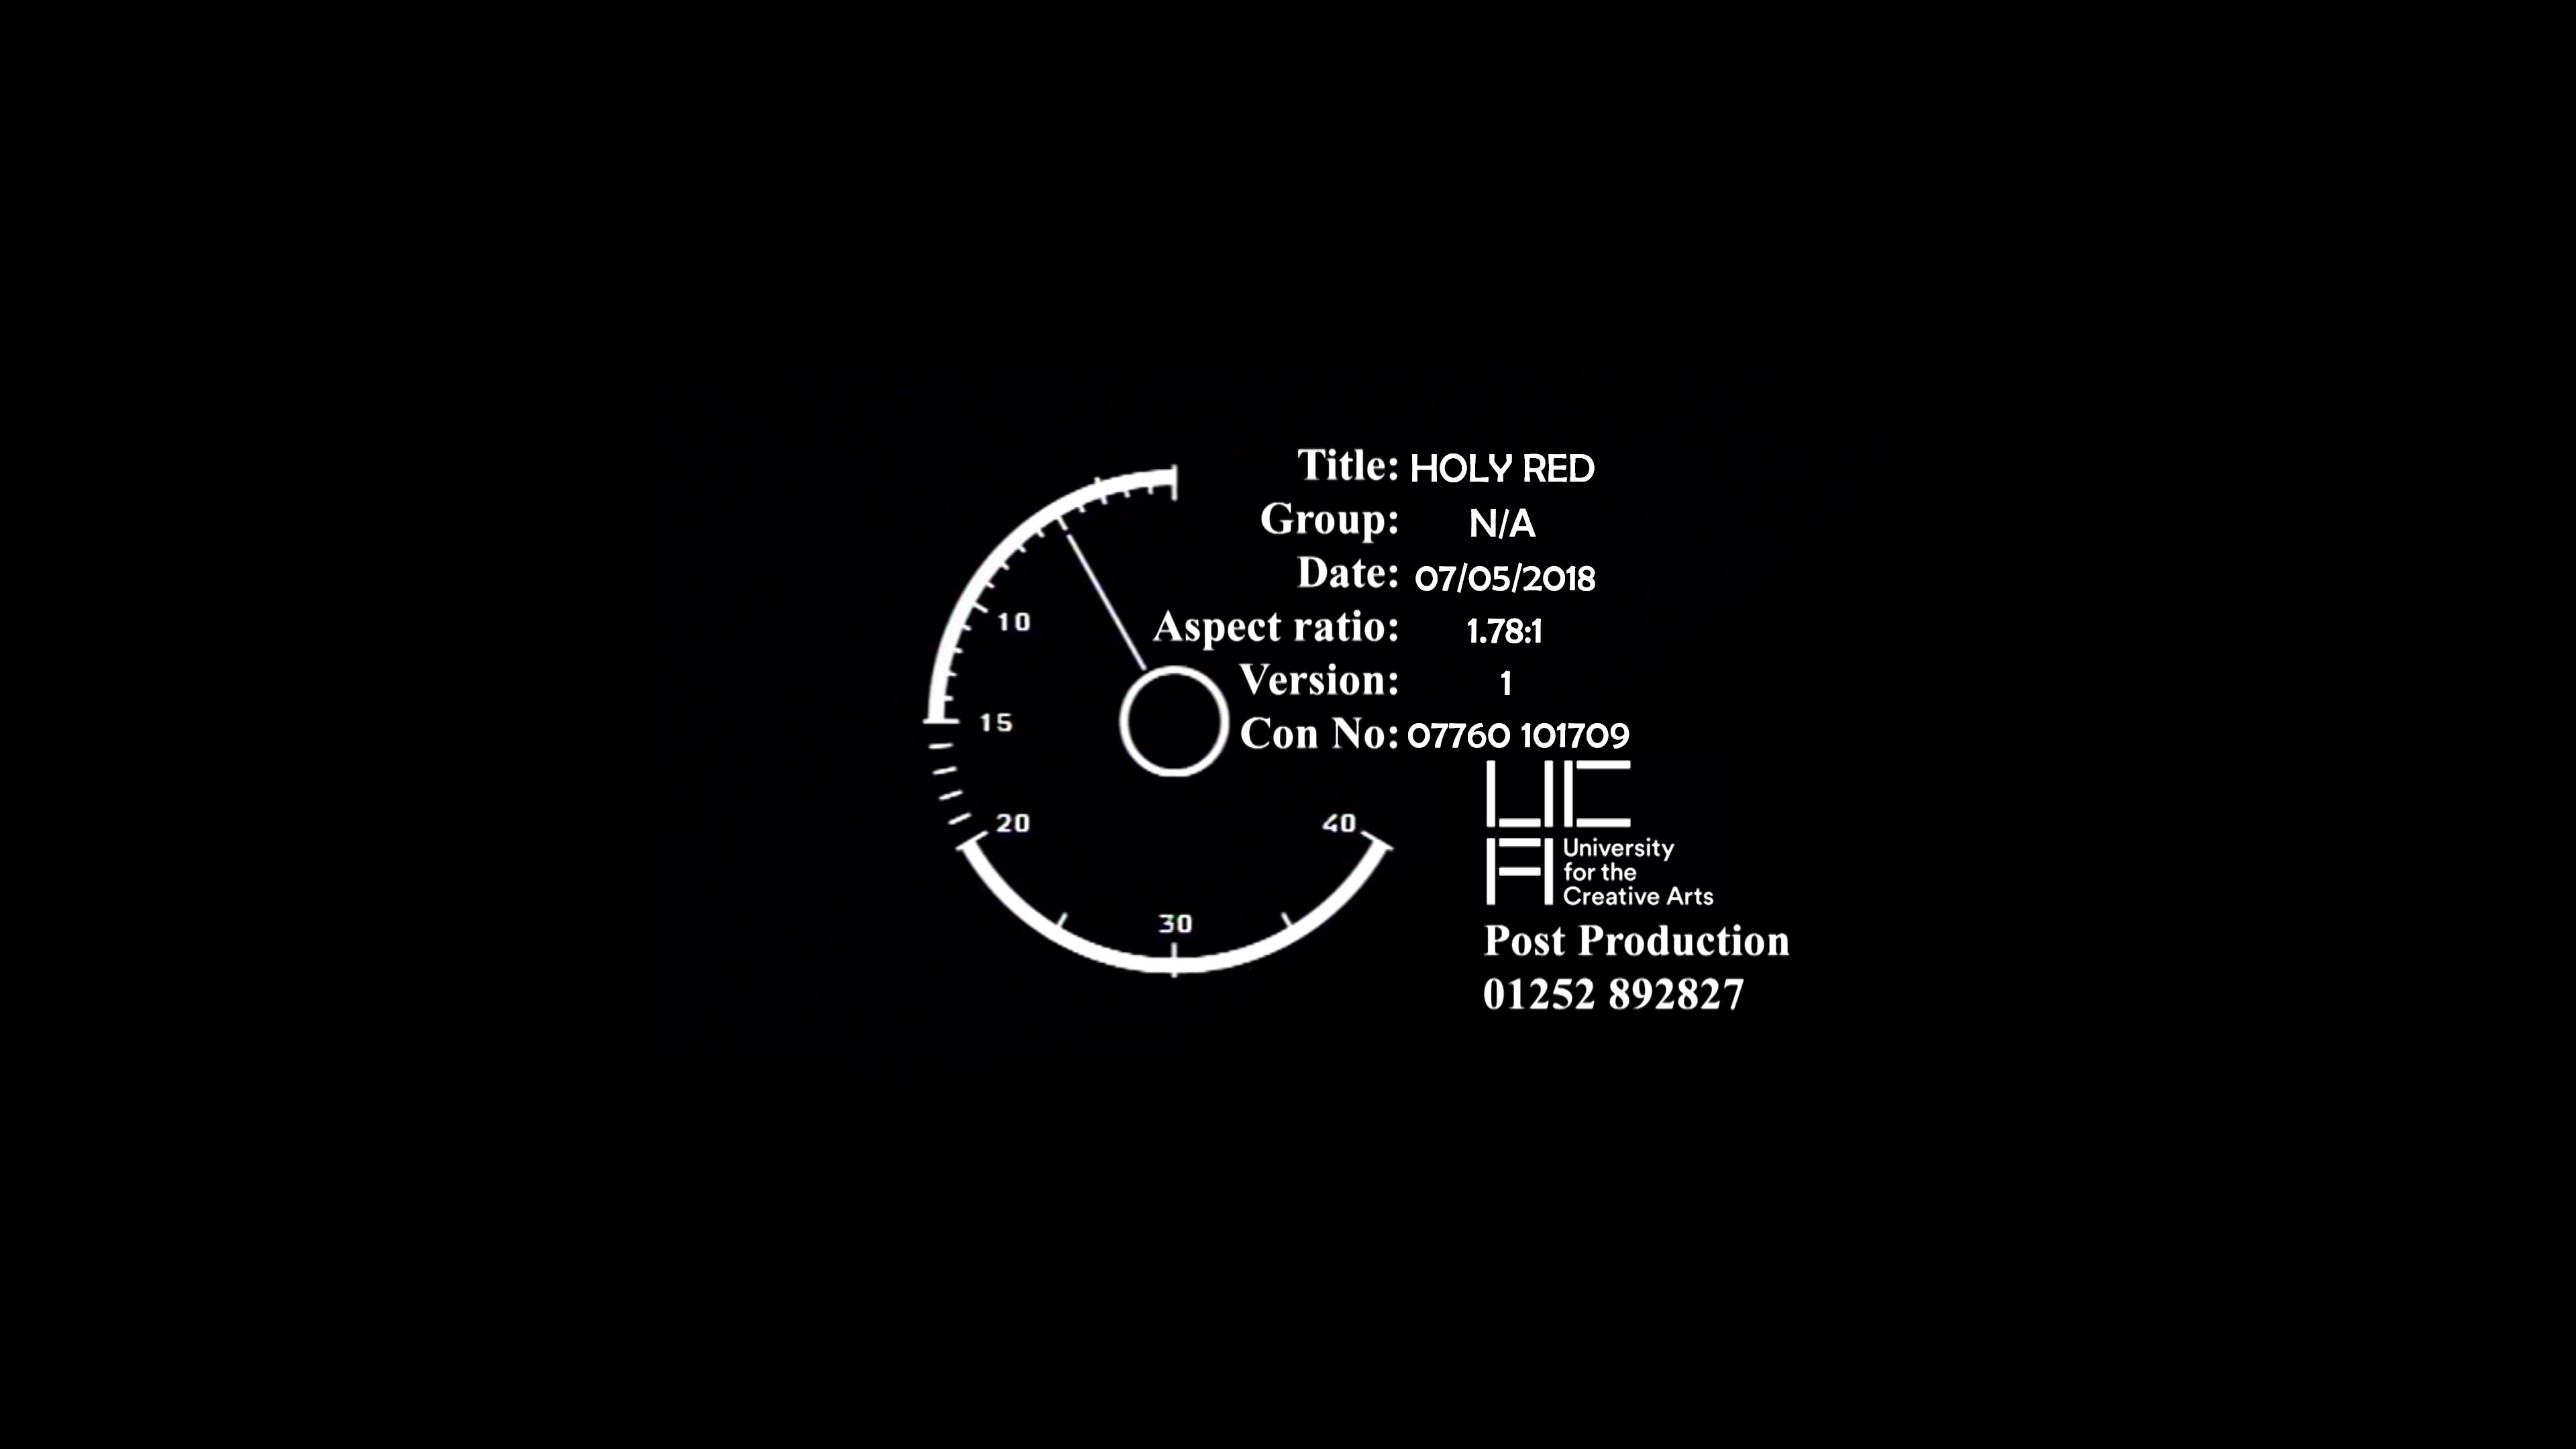 Title: HOLY RED
Group: N/A
Date: 07/05/2018
Aspect ratio: 1.78:1
Version: 1
Con No: 07760 101709
10
15
20
30
40
UC
A
University
for the
Creative Arts
Post Production
01252 892827